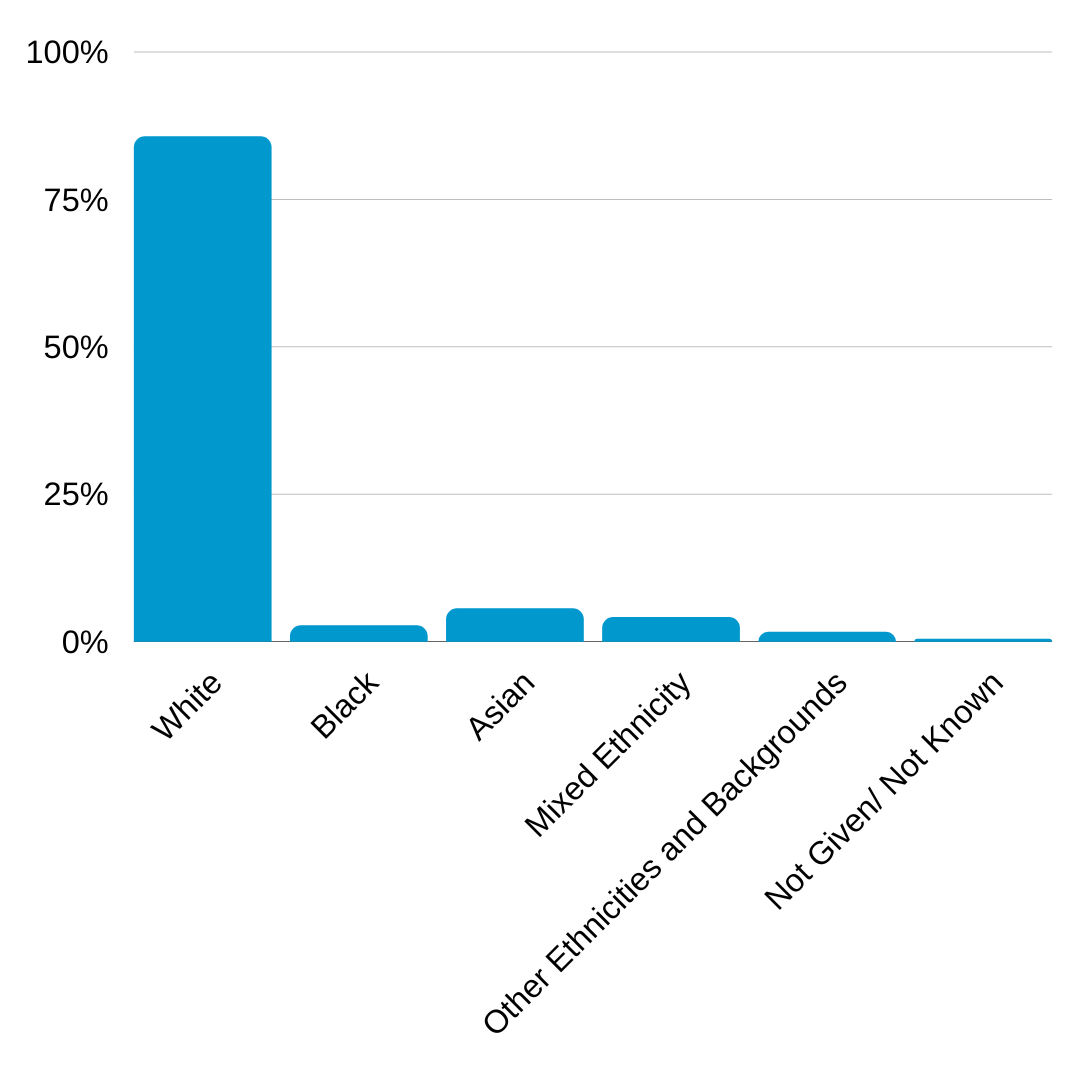 100%
75%
50%
25%
0%
White
Black
Asian
Mixed Ethnicity
Other Ethnicities and Backgrounds
Not Given/ Not Known